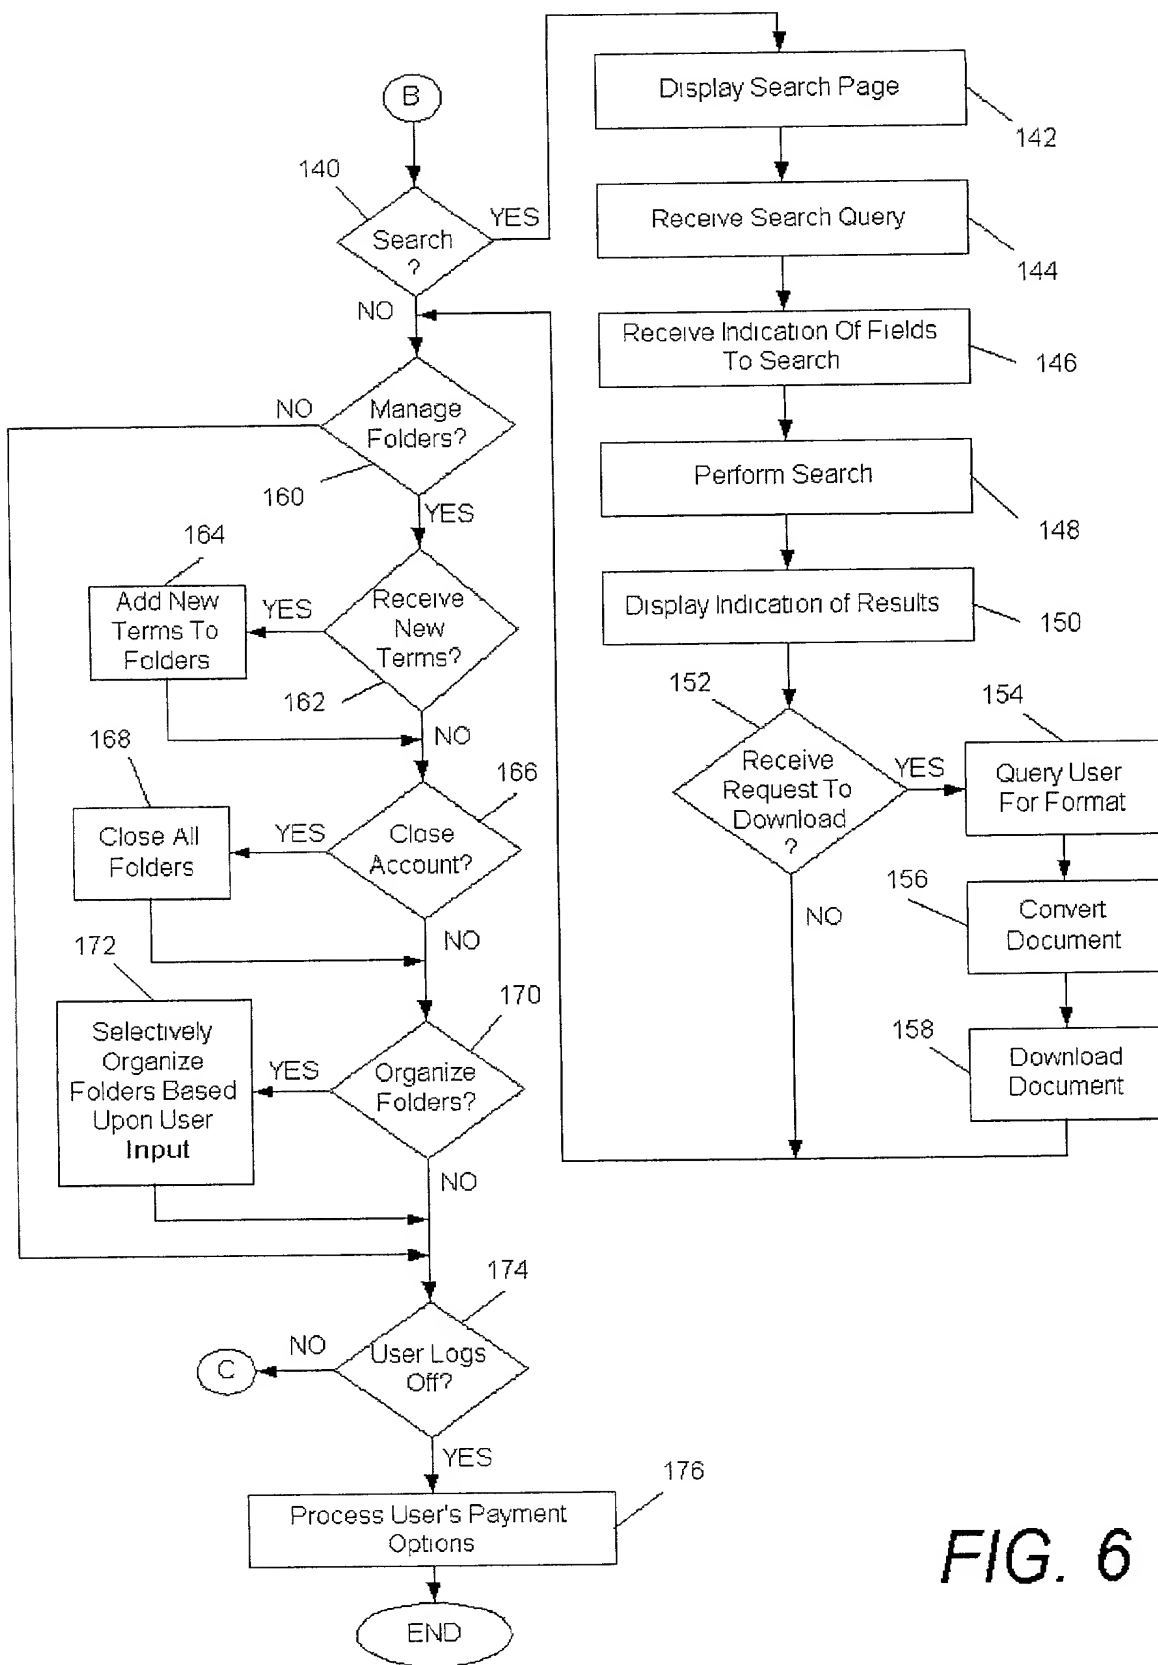 B
140
Search
?
YES
NO
Display Search Page
142
Receive Search Query
144
Receive Indication Of Fields
To Search
146
Perform Search
148
Display Indication of Results
150
152
Receive
Request To
Download
?
YES
NO
154
Query User
For Format
156
Convert
Document
158
Download
Document
NO
Manage
Folders?
160
YES
164
Add New
Terms To
Folders
YES
Receive
New
Terms?
162
NO
168
Close All
Folders
YES
166
Close
Account?
NO
172
Selectively
Organize
Folders Based
Upon User
Input
YES
170
Organize
Folders?
NO
174
User Logs
Off?
NO
C
YES
176
Process User's Payment
Options
END
FIG. 6